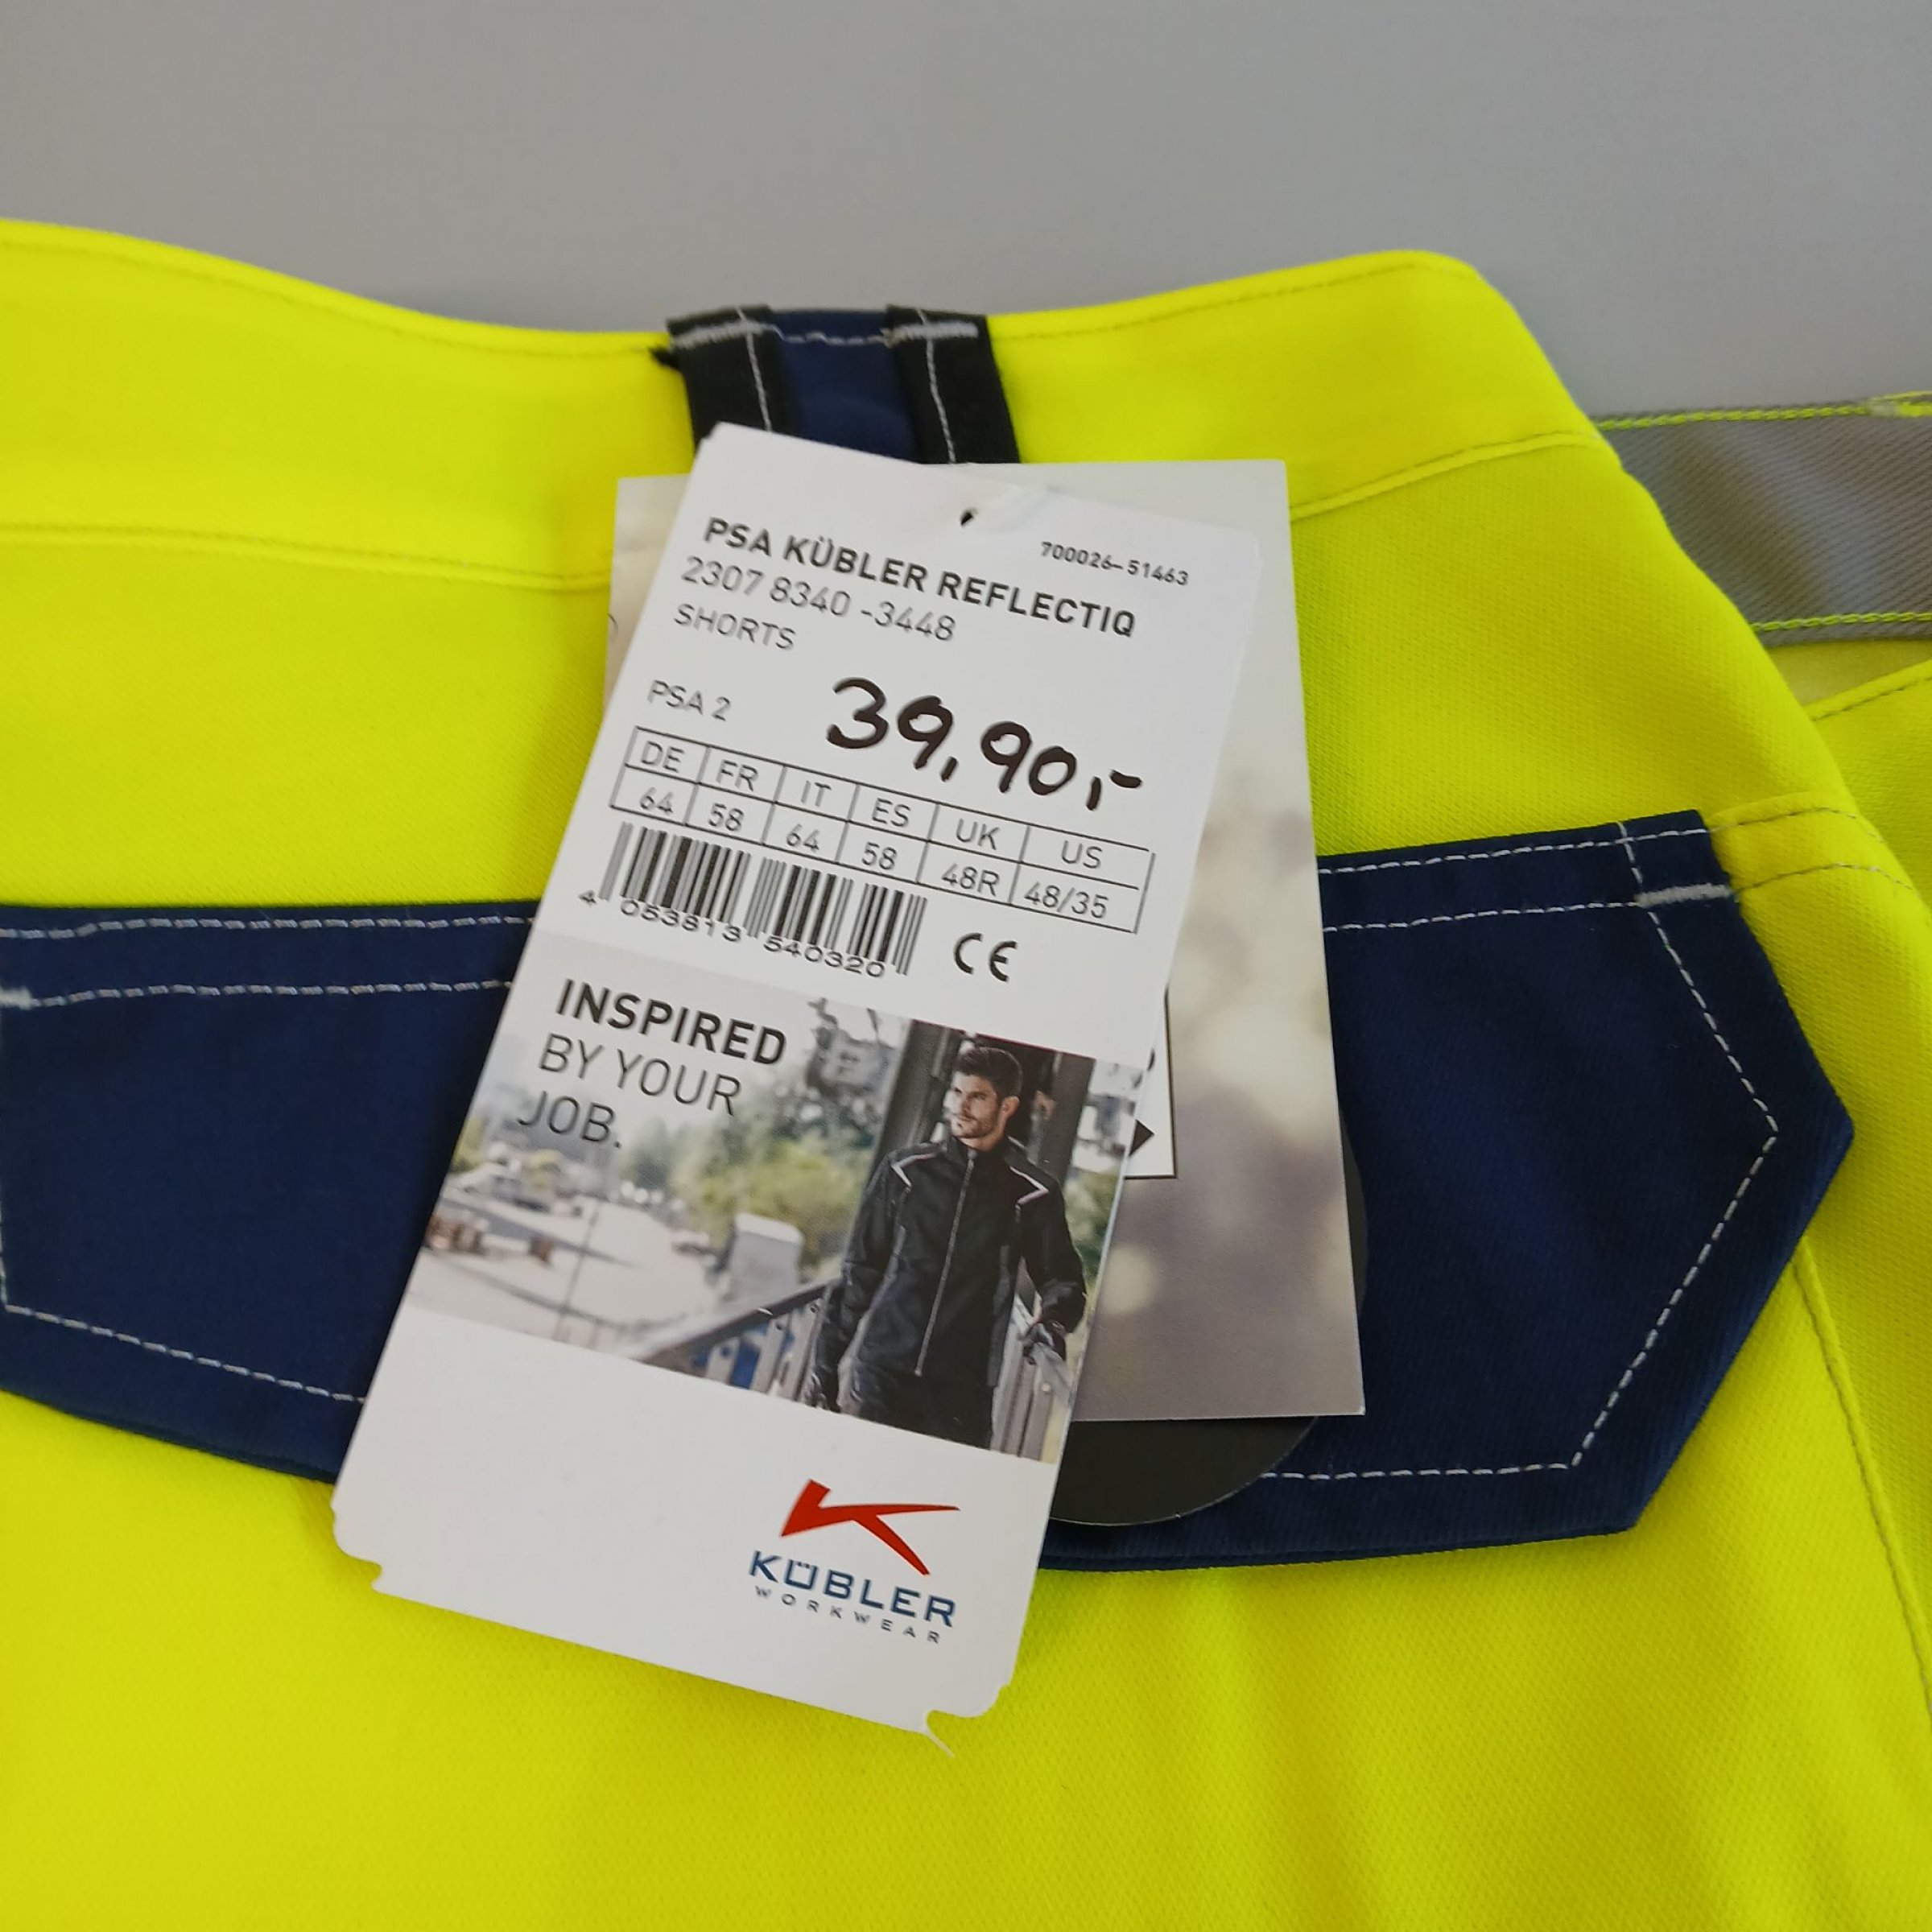 700026-51463
PSA KÜBLER REFLECTIQ
2307 8340 -3448
SHORTS
PSA 2
39,90,-
DE FR IT ES UK US
64 58 64 58 48R 48/35
4 053813 540320
CE
INSPIRED
BY YOUR
JOB.
KÜBLER
WORKWEAR